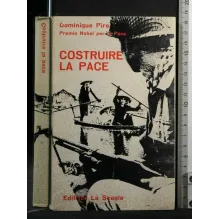 Dominique Pire
Premio Nobel per la Pace
COSTRUIRE
LA PACE
Editrice La Scuola